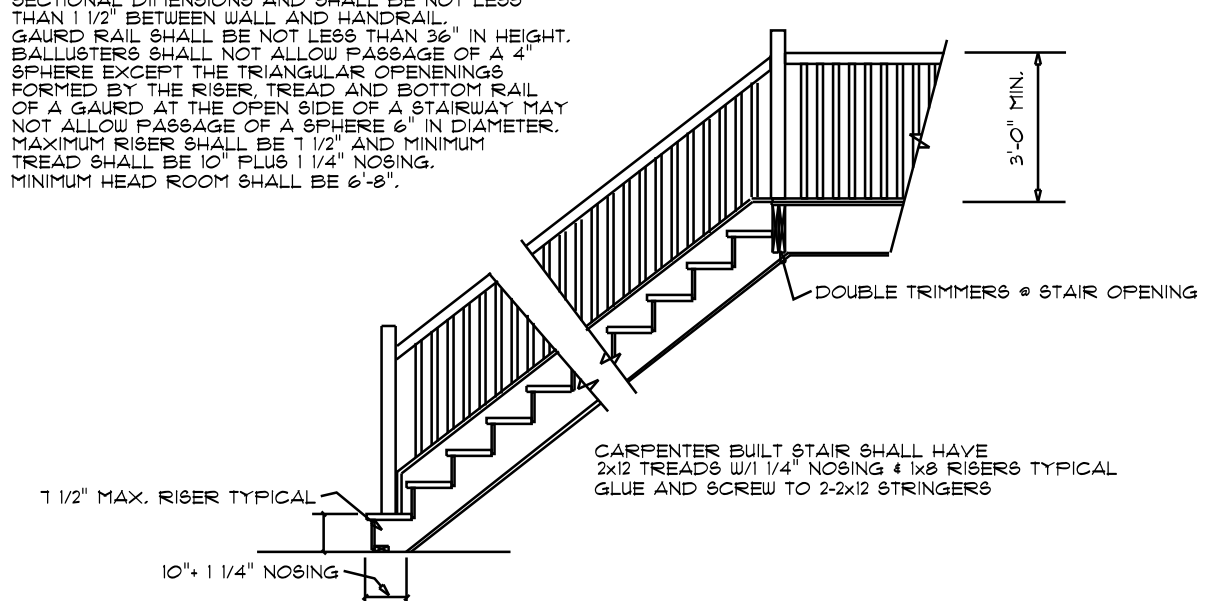 SECTIONAL DIMENSIONS AND SHALL BE NOT LESS
THAN 1 1/2" BETWEEN WALL AND HANDRAIL.
GAURD RAIL SHALL BE NOT LESS THAN 36" IN HEIGHT.
BALLUSTERS SHALL NOT ALLOW PASSAGE OF A 4"
SPHERE EXCEPT THE TRIANGULAR OPENENINGS
FORMED BY THE RISER, TREAD AND BOTTOM RAIL
OF A GAURD AT THE OPEN SIDE OF A STAIRWAY MAY
NOT ALLOW PASSAGE OF A SPHERE 6" IN DIAMETER.
MAXIMUM RISER SHALL BE 7 1/2" AND MINIMUM
TREAD SHALL BE 10" PLUS 1 1/4" NOSING.
MINIMUM HEAD ROOM SHALL BE 6'-8".
3'-0" MIN.
DOUBLE TRIMMERS @ STAIR OPENING
CARPENTER BUILT STAIR SHALL HAVE
2x12 TREADS W/1 1/4" NOSING & 1x8 RISERS TYPICAL
GLUE AND SCREW TO 2-2x12 STRINGERS
7 1/2" MAX. RISER TYPICAL
10"+ 1 1/4" NOSING